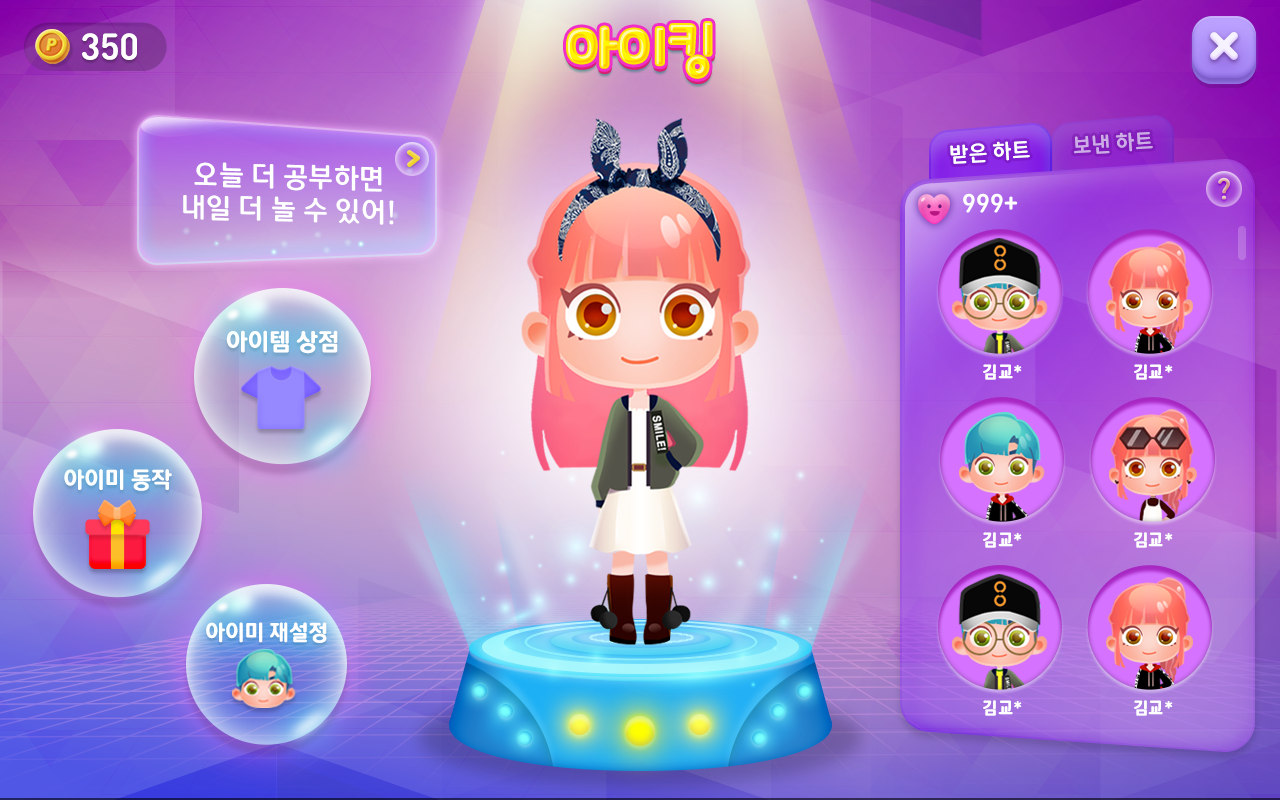 350
아이킹
오늘 더 공부하면
내일 더 놀 수 있어!
아이템 상점
아이미 동작
아이미 재설정
SMILE!
받은 하트
보낸 하트
999+
?
김교*
김교*
김교*
김교*
김교*
김교*